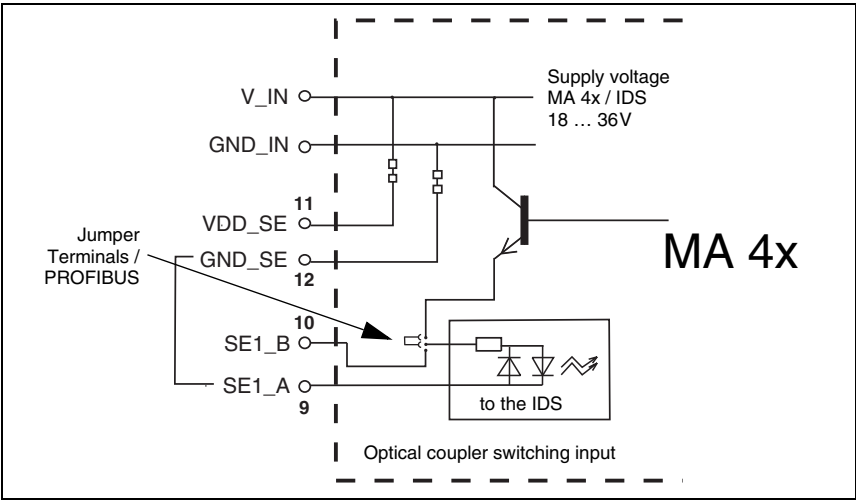 V_IN
Supply voltage
MA 4x / IDS
18 … 36V
GND_IN
11
VDD_SE
Jumper
Terminals /
PROFIBUS
GND_SE
12
MA 4x
10
SE1_B
SE1_A
9
to the IDS
Optical coupler switching input